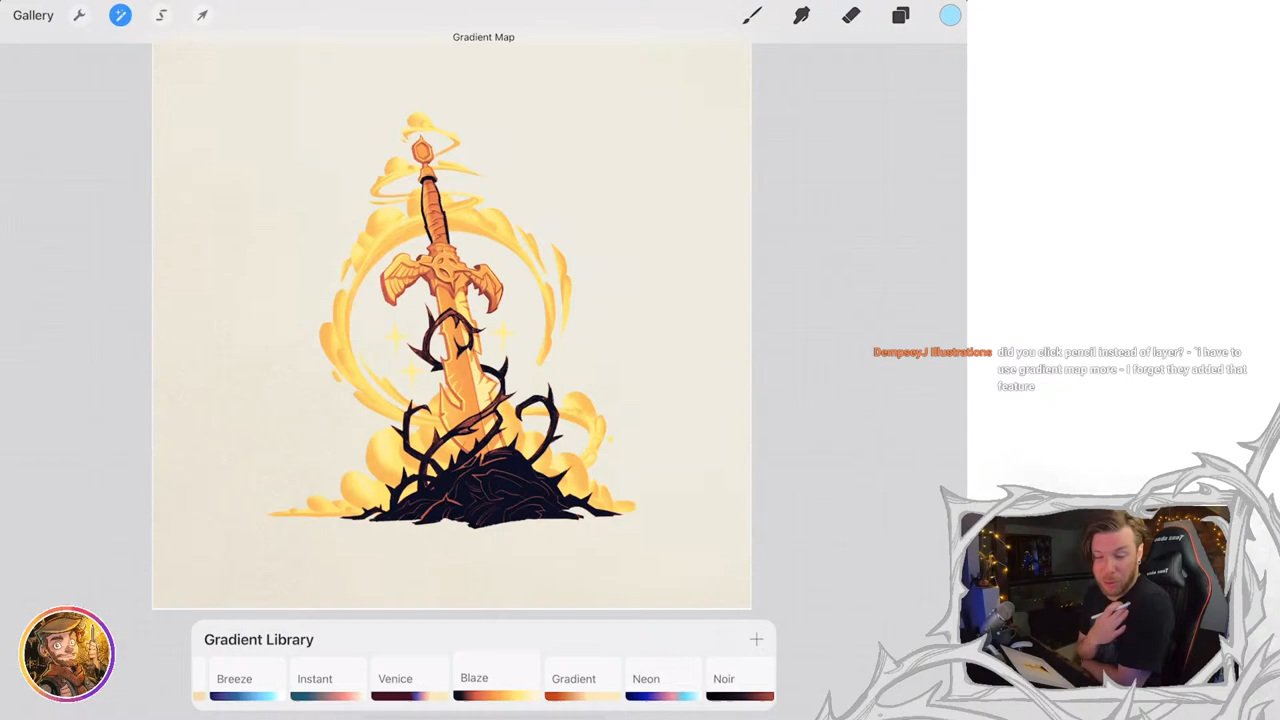 Gallery
Gradient Map
DempseyJ Illustrations did you click pencil instead of layer? - `i have to
use gradient map more - I forget they added that
feature
Gradient Library
Breeze
Instant
Venice
Blaze
Gradient
Neon
Noir